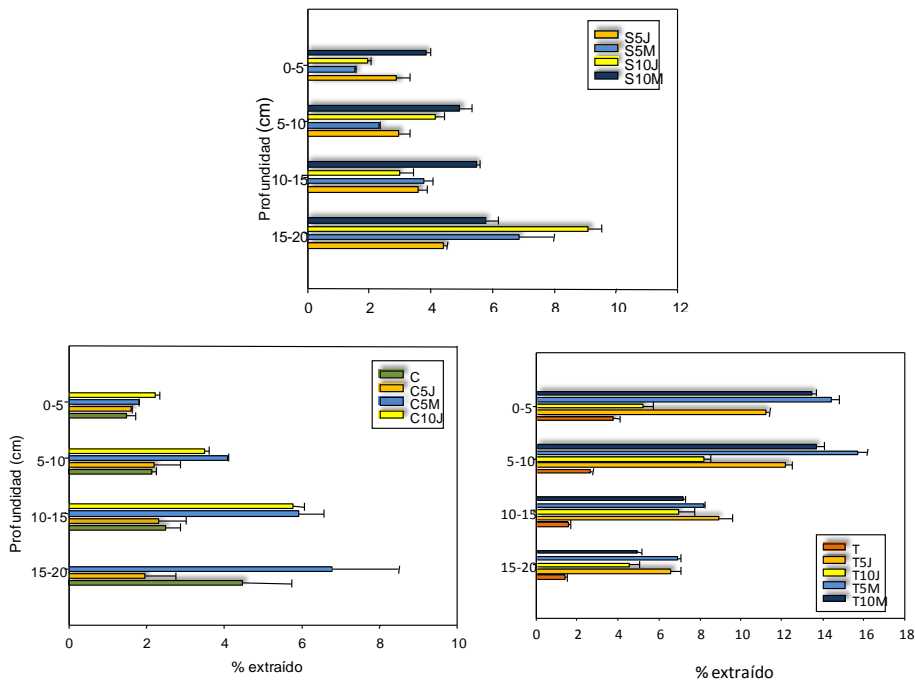 S5J
S5M
S10J
S10M
Profundidad (cm)
0-5
5-10
10-15
15-20
0 2 4 6 8 10 12
C
C5J
C5M
C10J
Profundidad (cm)
0-5
5-10
10-15
15-20
0 2 4 6 8 10
% extraído
T
T5J
T10J
T5M
T10M
0-5
5-10
10-15
15-20
0 2 4 6 8 10 12 14 16 18
% extraído